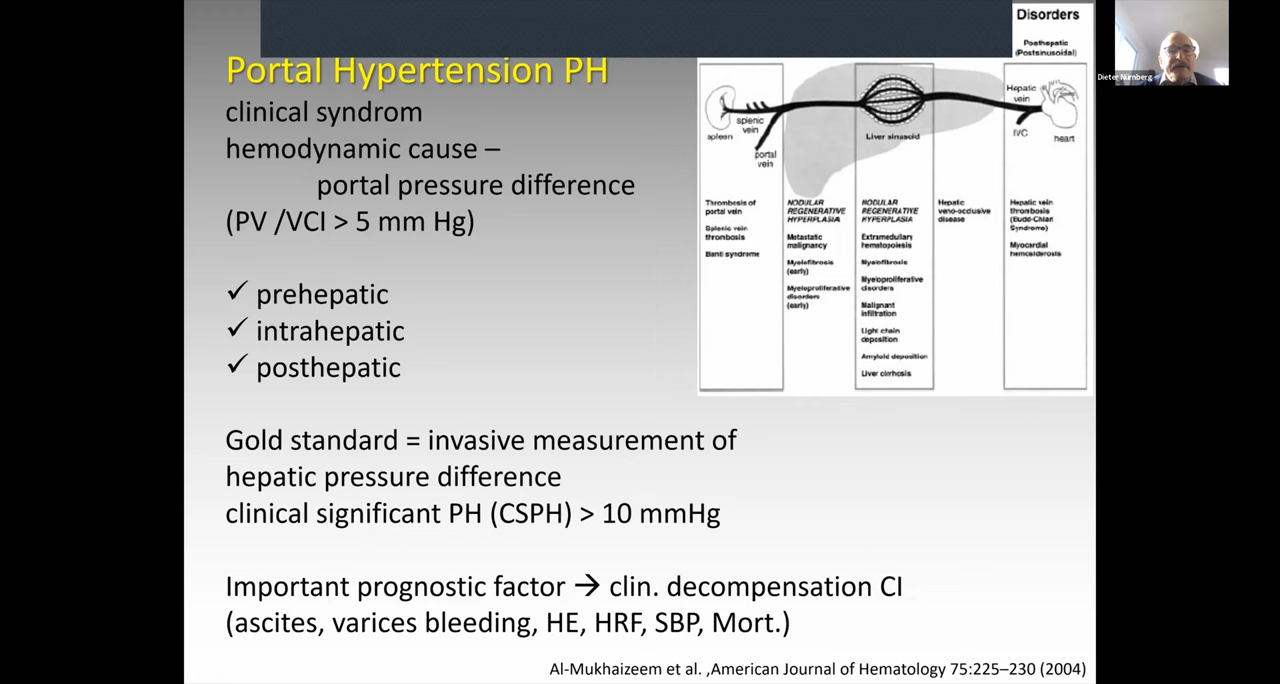 Portal Hypertension PH
clinical syndrom
hemodynamic cause –
portal pressure difference
(PV /VCI > 5 mm Hg)
✓ prehepatic
✓ intrahepatic
✓ posthepatic
Gold standard = invasive measurement of
hepatic pressure difference
clinical significant PH (CSPH) > 10 mmHg
Important prognostic factor → clin. decompensation CI
(ascites, varices bleeding, HE, HRF, SBP, Mort.)
Al-Mukhaizeem et al. ,American Journal of Hematology 75:225–230 (2004)
Disorders
Posthepatic
(Postsinusoidal)
spleen
splenic
vein
portal
vein
Liver sinusoid
Hepatic
vein
IVC
heart
Thrombosis of
portal vein
Splenic vein
thrombosis
Banti syndrome
NODULAR
REGENERATIVE
HYPERPLASIA
Metastatic
malignancy
Myelofibrosis
(early)
Myeloproliferative
disorders
(early)
NODULAR
REGENERATIVE
HYPERPLASIA
Extramedullary
hematopoiesis
Myelofibrosis
Myeloproliferative
disorders
Malignant
infiltration
Light chain
deposition
Amyloid deposition
Liver cirrhosis
Hepatic
veno-occlusive
disease
Hepatic vein
thrombosis
(Budd-Chiari
Syndrome)
Myocardial
hemosiderosis
Dieter Nürnberg